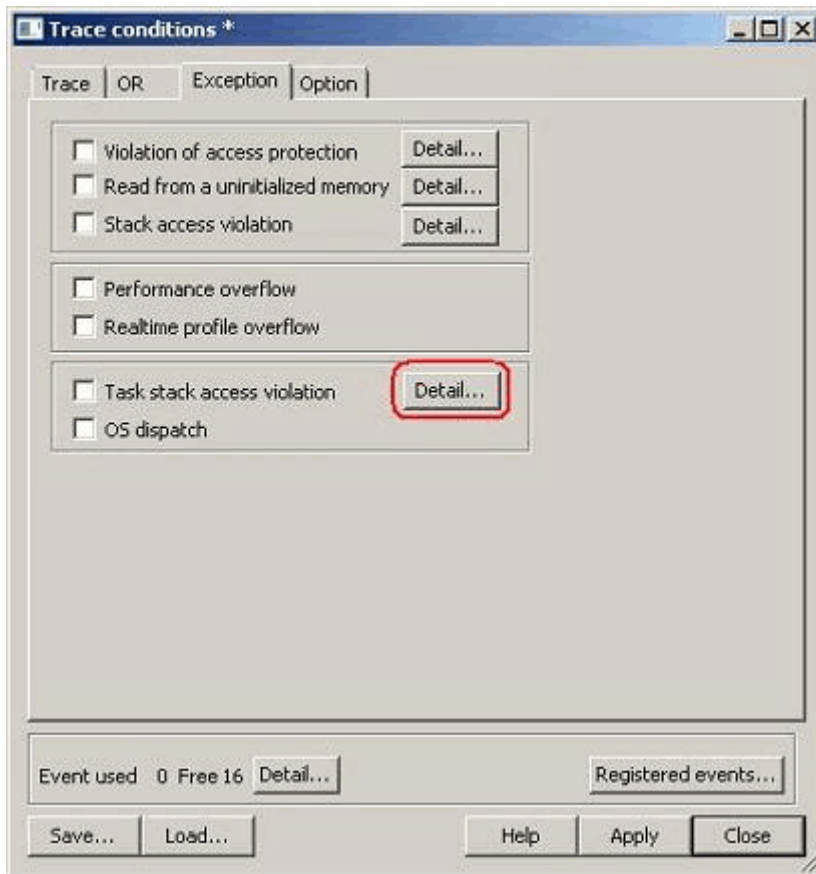 Trace conditions *
Trace OR Exception Option
Violation of access protection Detail...
Read from a uninitialized memory Detail...
Stack access violation Detail...
Performance overflow
Realtime profile overflow
Task stack access violation Detail...
OS dispatch
Event used 0 Free 16 Detail... Registered events...
Save... Load... Help Apply Close